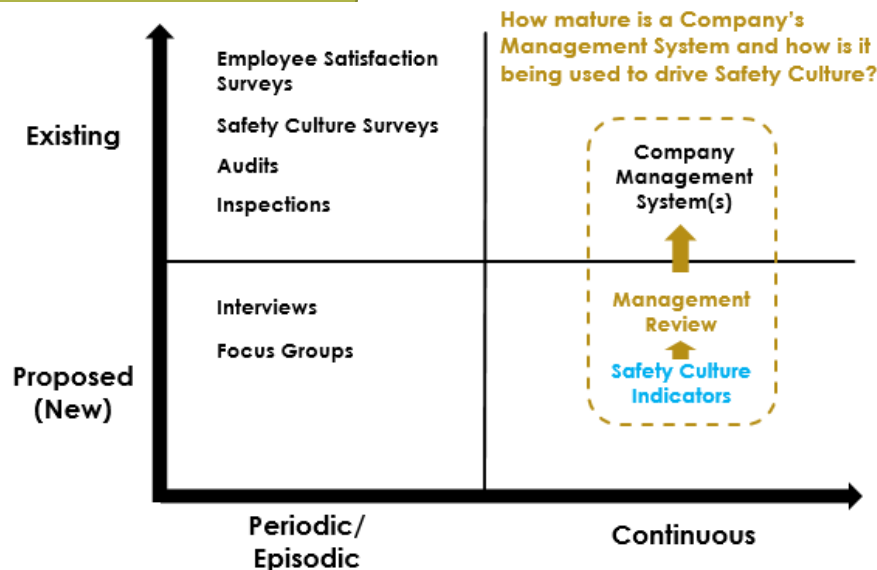 How mature is a Company's
Management System and how is it
being used to drive Safety Culture?
Existing
Employee Satisfaction
Surveys
Safety Culture Surveys
Audits
Inspections
Company
Management
System(s)
Proposed
(New)
Interviews
Focus Groups
Management
Review
Safety Culture
Indicators
Periodic/
Episodic
Continuous